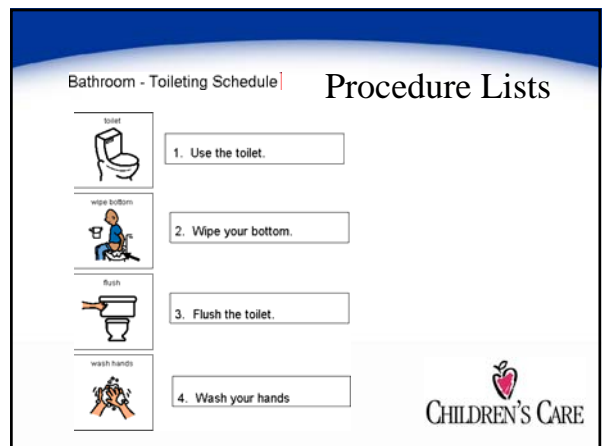 Bathroom - Toileting Schedule
Procedure Lists
toilet
1. Use the toilet.
wipe bottom
2. Wipe your bottom.
flush
3. Flush the toilet.
wash hands
4. Wash your hands
CHILDREN'S CARE